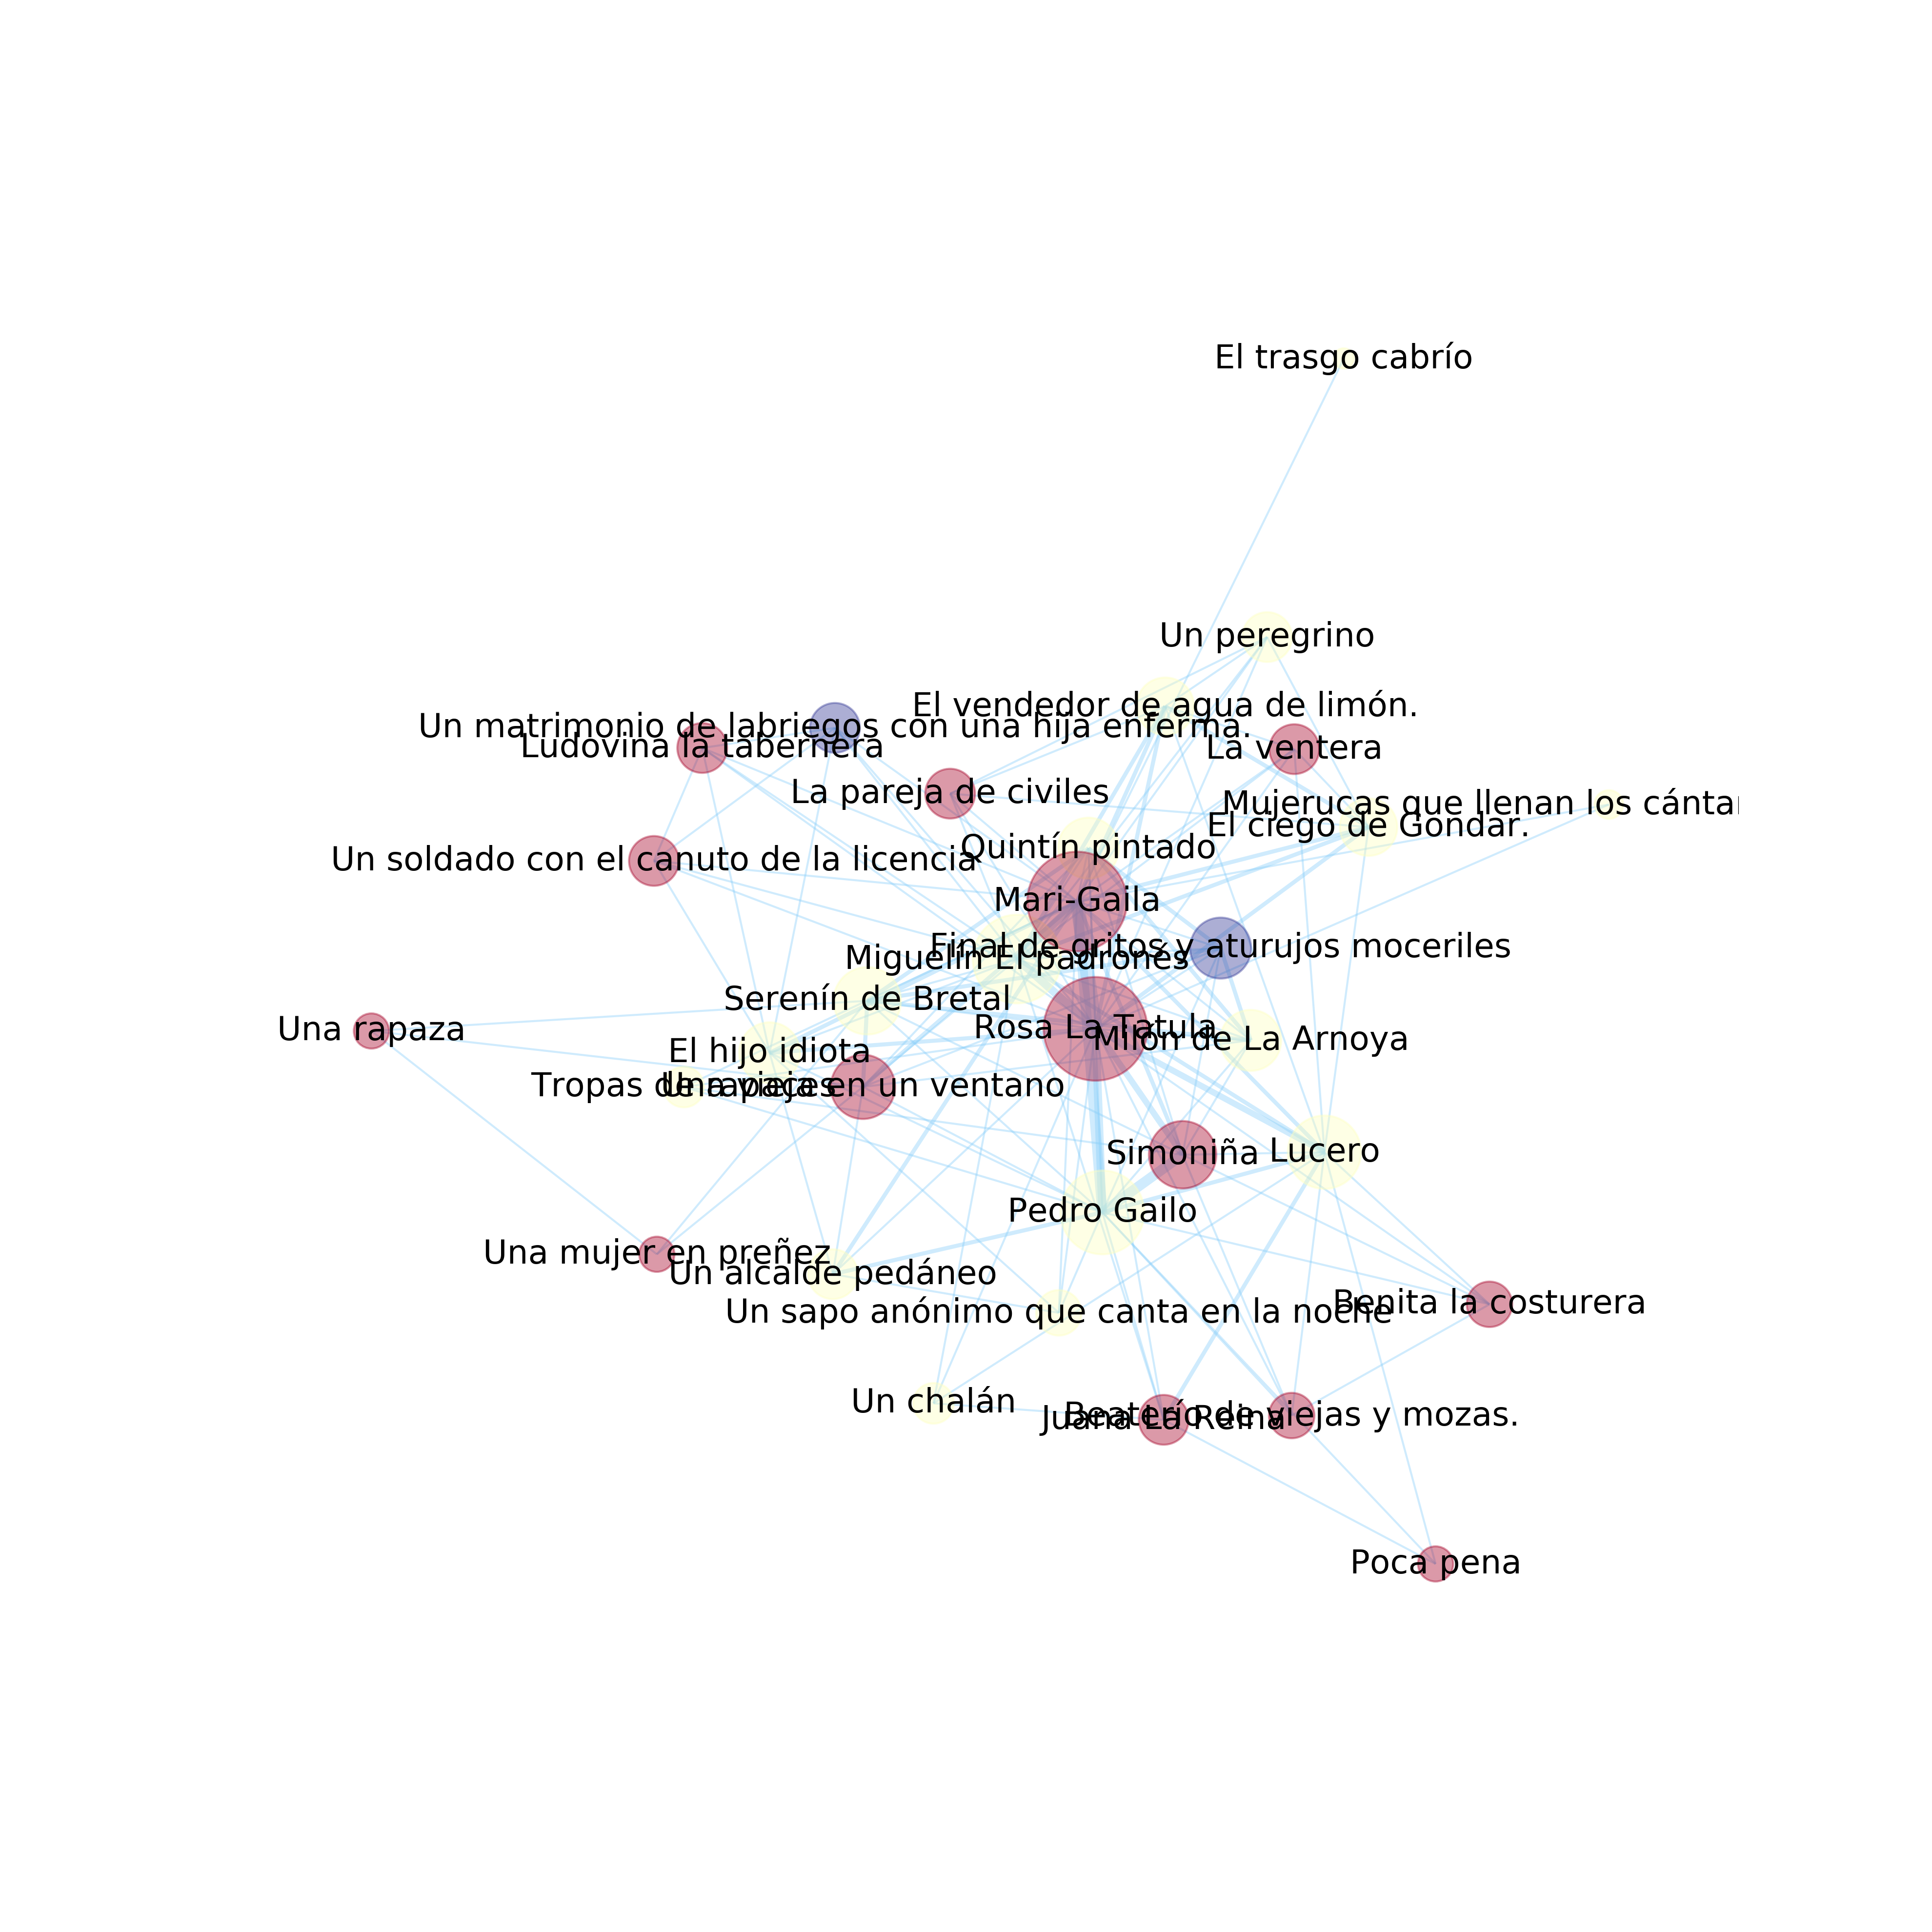 El trasgo cabrío
Un peregrino
El vendedor de agua de limón.
Un matrimonio de labriegos con una hija enferma.
Ludovina la tabernera
La ventera
La pareja de civiles
Mujerucas que llenan los cántar
El ciego de Gondar.
Quintín pintado
Un soldado con el canuto de la licencia
Mari-Gaila
Final de gritos y aturujos moceriles
Miguelín El padronés
Serenín de Bretal
Rosa La Tatula
Una rapaza
Milón de La Arnoya
El hijo idiota
Tropas de rapaces
Una vieja en un ventano
Simoniña
Lucero
Pedro Gailo
Una mujer en preñez
Un alcalde pedáneo
Benita la costurera
Un sapo anónimo que canta en la noche
Un chalán
Beaterío de viejas y mozas.
Juana La Reina
Poca pena